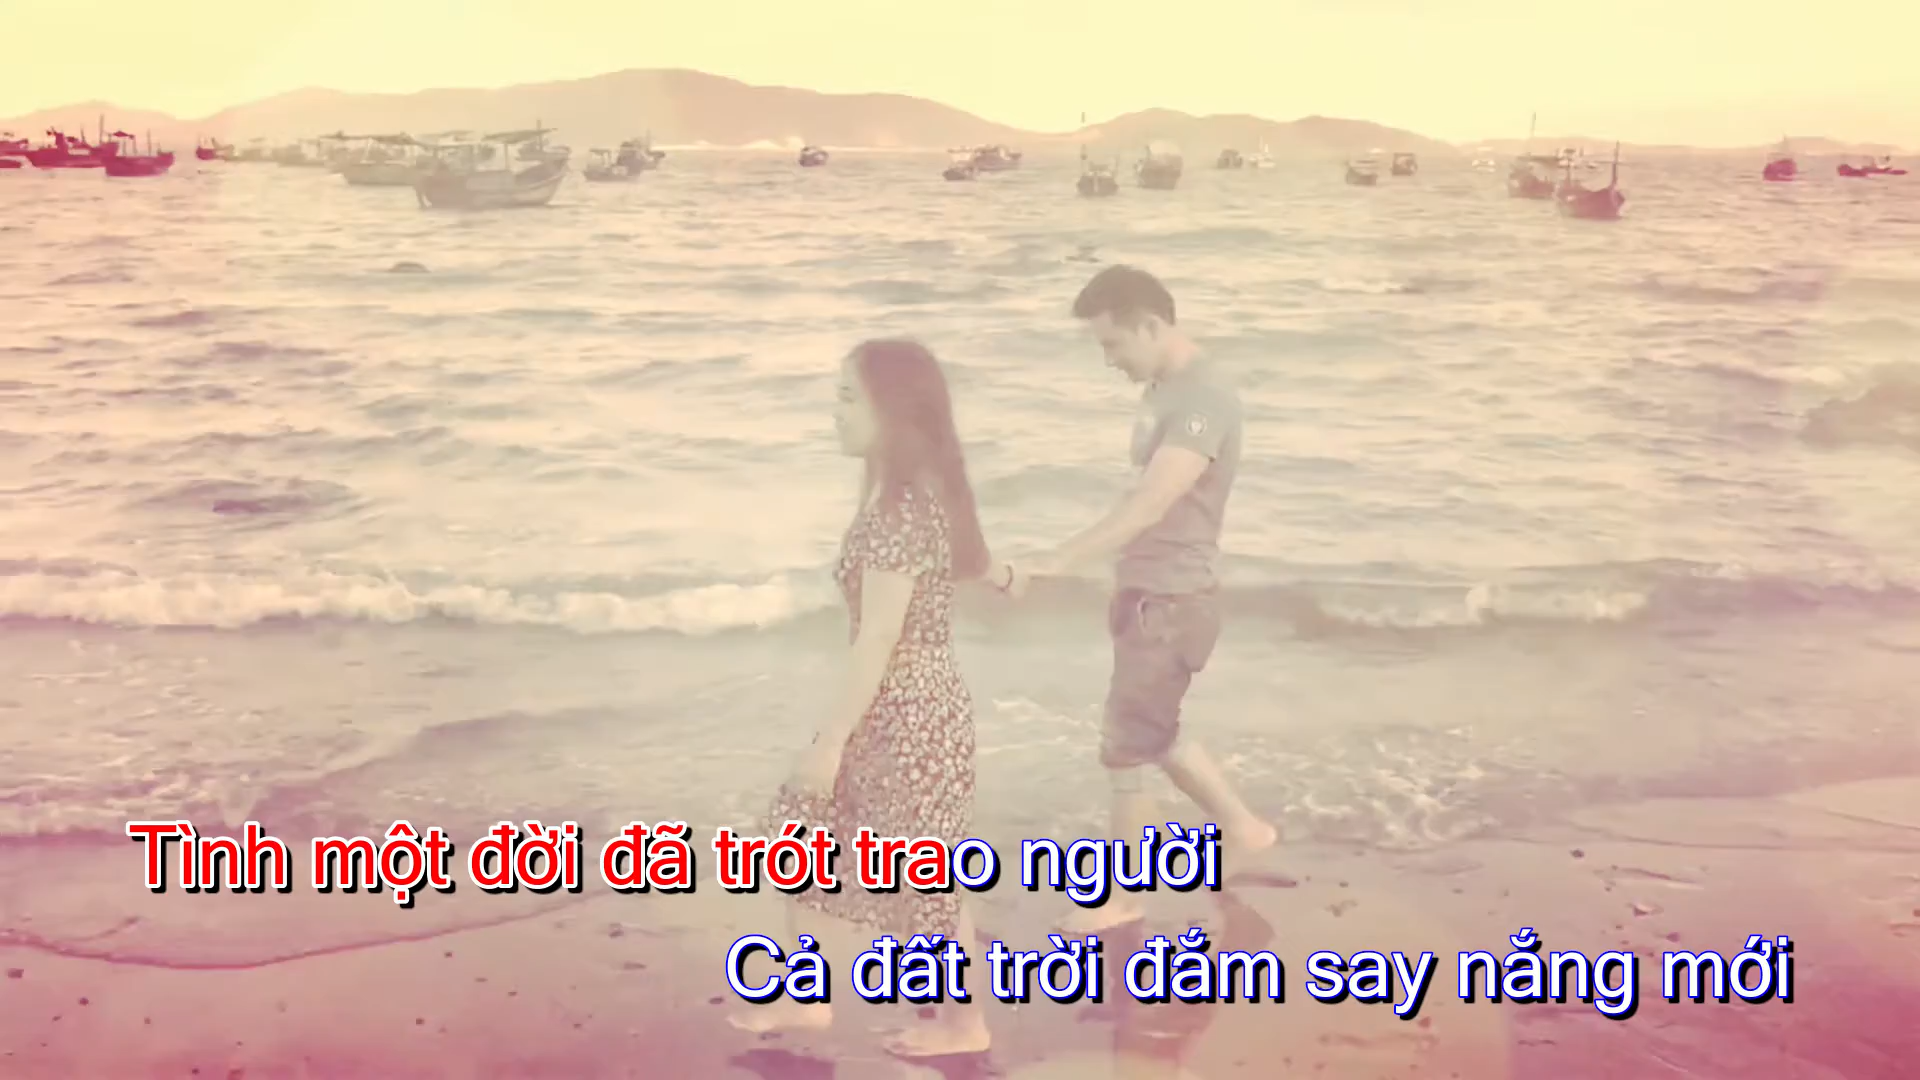 Tình một đời đã trót trao người
Cả đất trời đắm say nắng mới